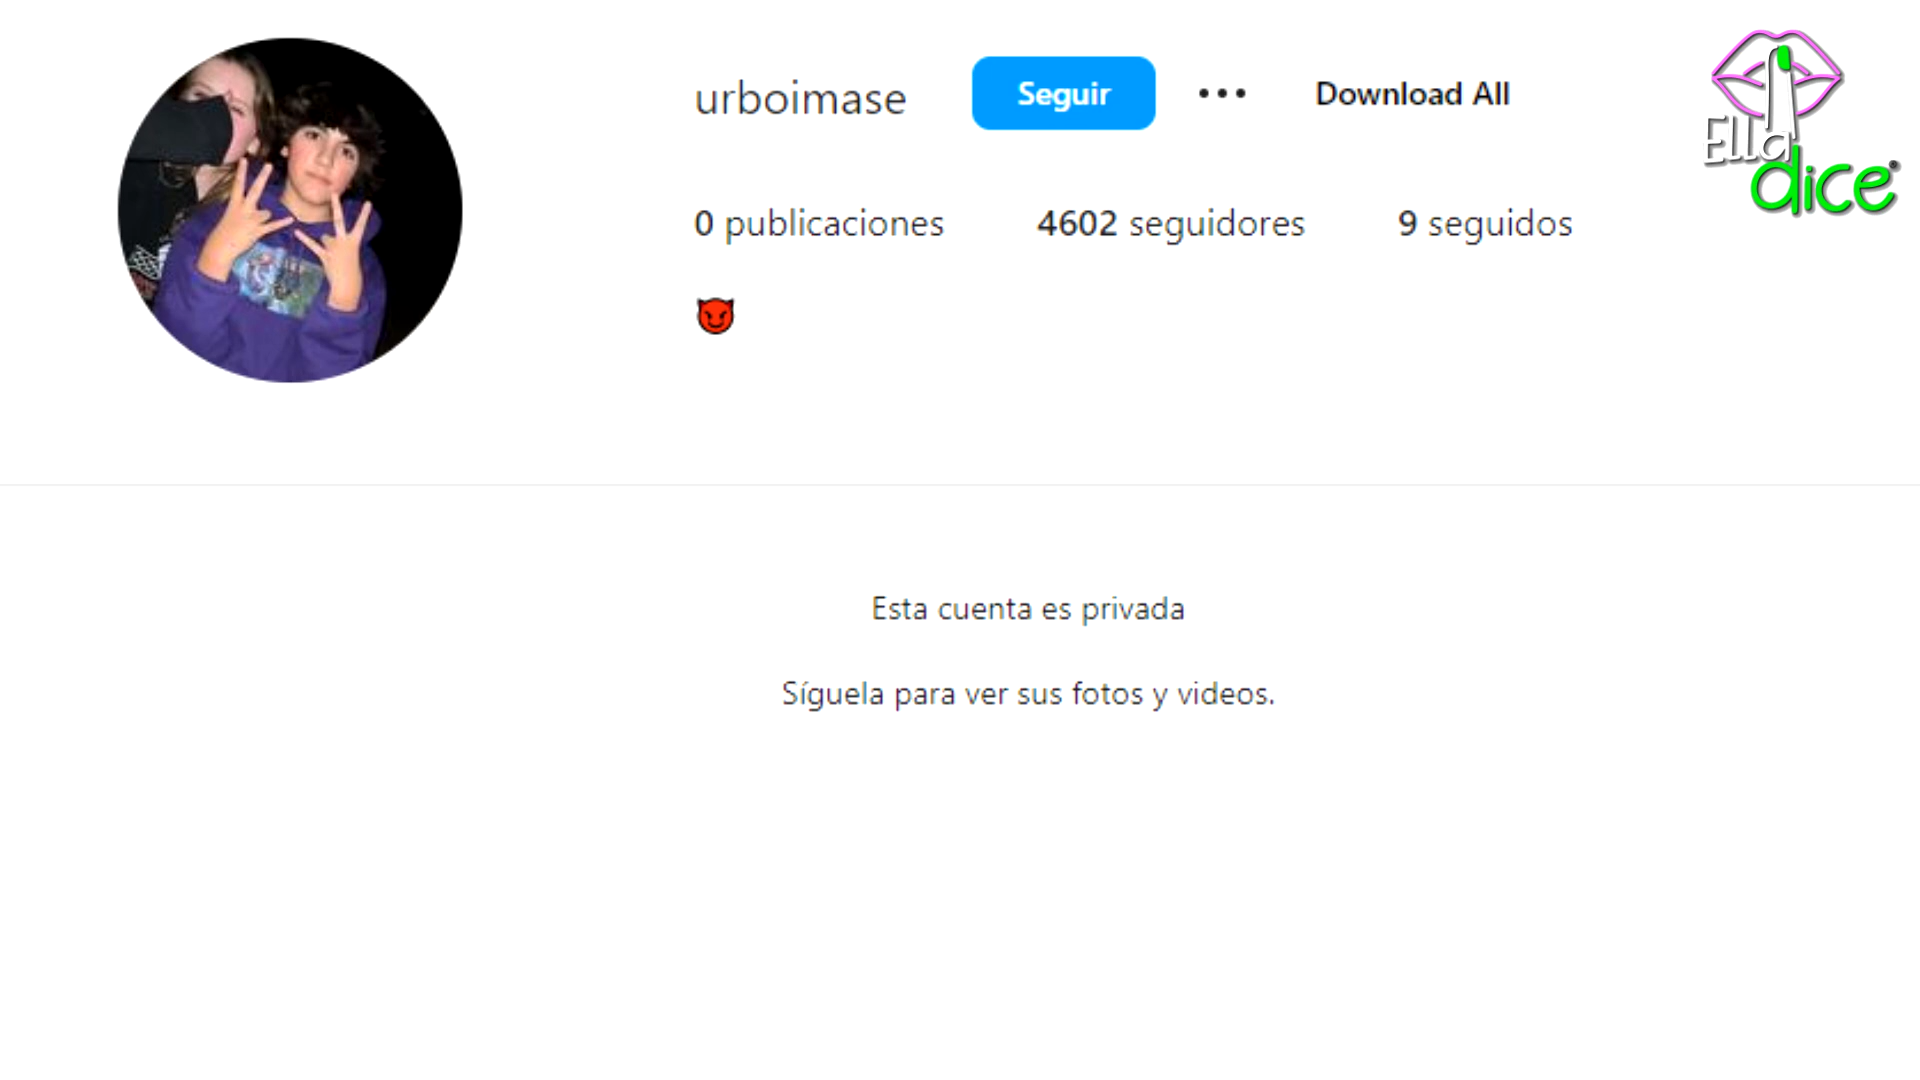 urboimase
Seguir
Download All
0 publicaciones
4602 seguidores
9 seguidos
Esta cuenta es privada
Síguela para ver sus fotos y videos.
Ella
dice